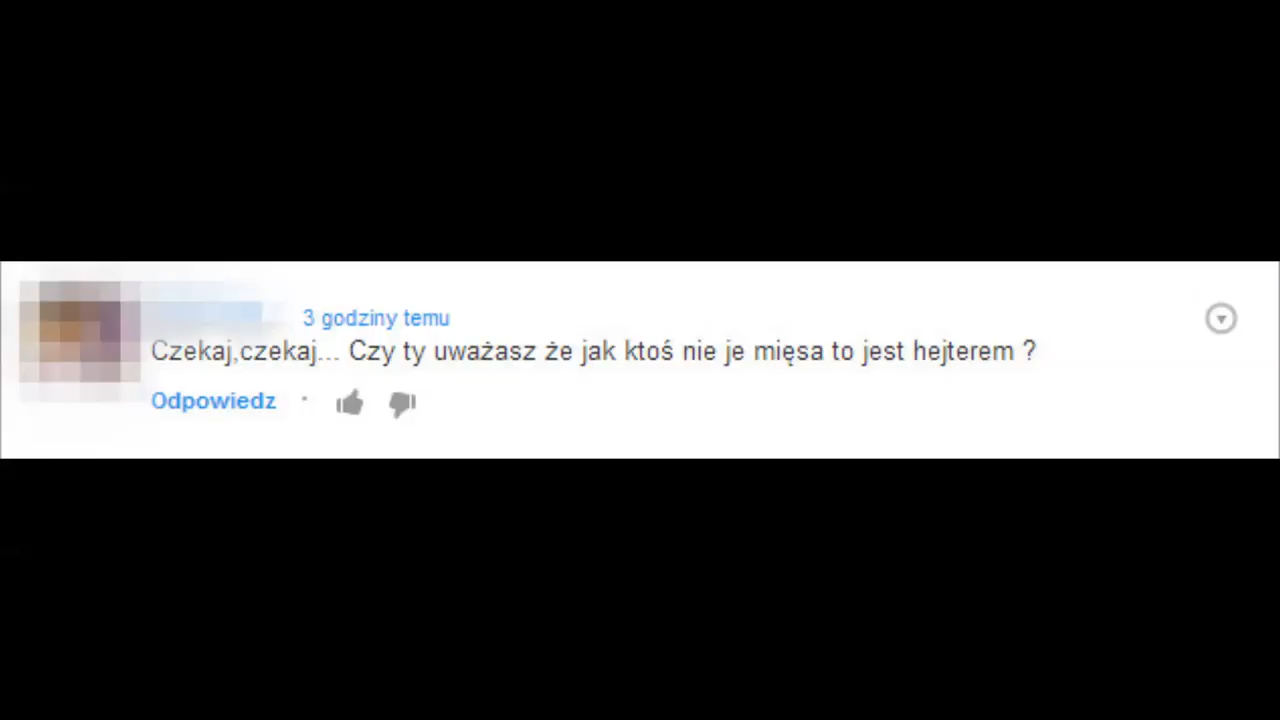 3 godziny temu
Czekaj,czekaj... Czy ty uważasz że jak ktoś nie je mięsa to jest hejterem ?
Odpowiedz ·